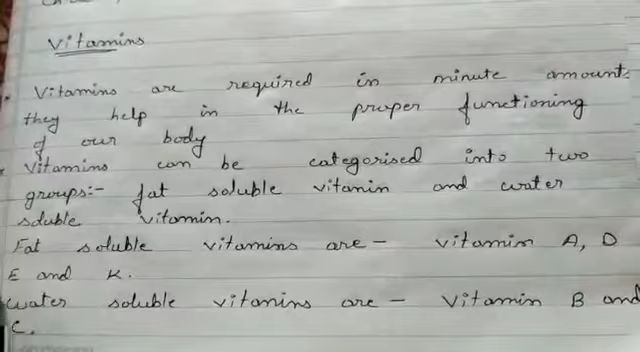 Vitamins
• Vitamins are required in minute amounts
they help in the proper functioning
of our body
• Vitamins can be categorised into two
groups:- fat soluble vitamin and water
soluble vitamin.
Fat soluble vitamins are - vitamin A, D
E and K.
water soluble vitamins are - Vitamin B and
C.